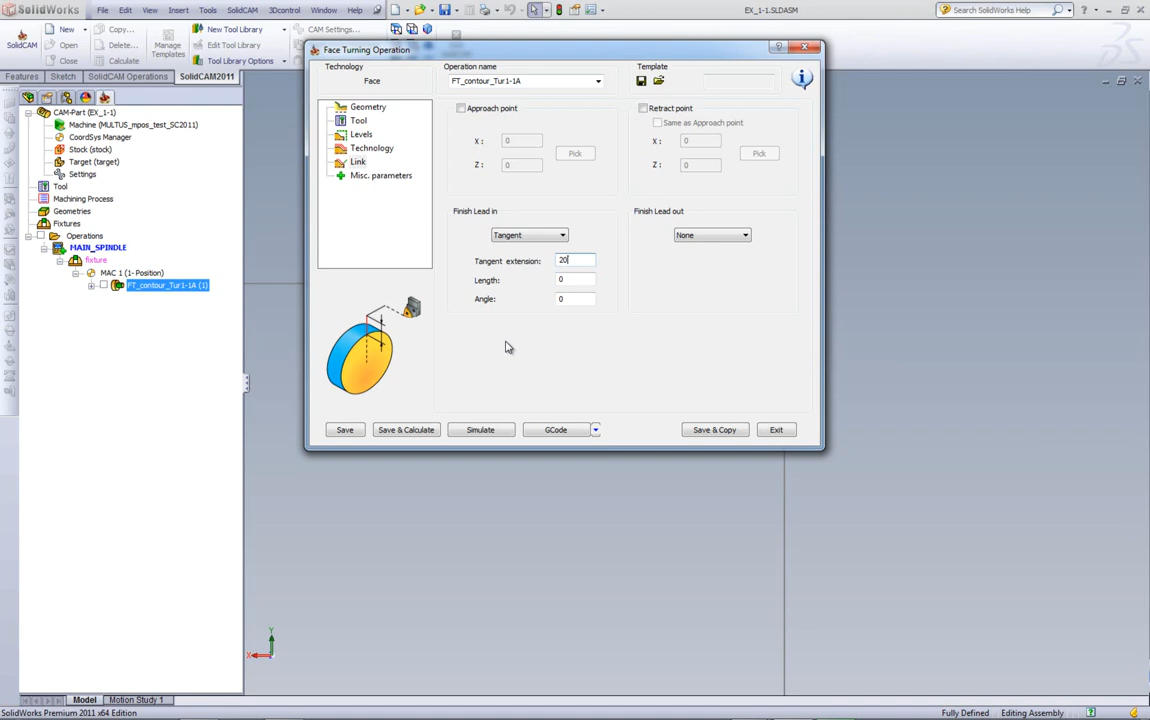 SolidWorks File Edit View Insert Tools SolidCAM 3Dcontrol Window Help EX_1-1.SLDASM Search SolidWorks Help
SolidCAM
New Copy...
Open Delete...
Close Calculate
Manage Templates
New Tool Library
Edit Tool Library
Tool Library Options
CAM Settings...
Features Sketch SolidCAM Operations SolidCAM2011
CAM-Part (EX_1-1)
Machine (MULTUS_mpos_test_SC2011)
CoordSys Manager
Stock (stock)
Target (target)
Settings
Tool
Machining Process
Geometries
Fixtures
Operations
MAIN_SPINDLE
fixture
MAC 1 (1- Position)
FT_contour_Tur1-1A (1)
Face Turning Operation
Technology Operation name Template
Face FT_contour_Tur1-1A
Geometry
Tool
Levels
Technology
Link
Misc. parameters
Approach point
X : 0
Z : 0
Pick
Retract point
Same as Approach point
X : 0
Z : 0
Pick
Finish Lead in
Tangent
Tangent extension: 20
Length: 0
Angle: 0
Finish Lead out
None
Save Save & Calculate Simulate GCode Save & Copy Exit
Y
X
Model Motion Study 1
SolidWorks Premium 2011 x64 Edition Fully Defined Editing Assembly